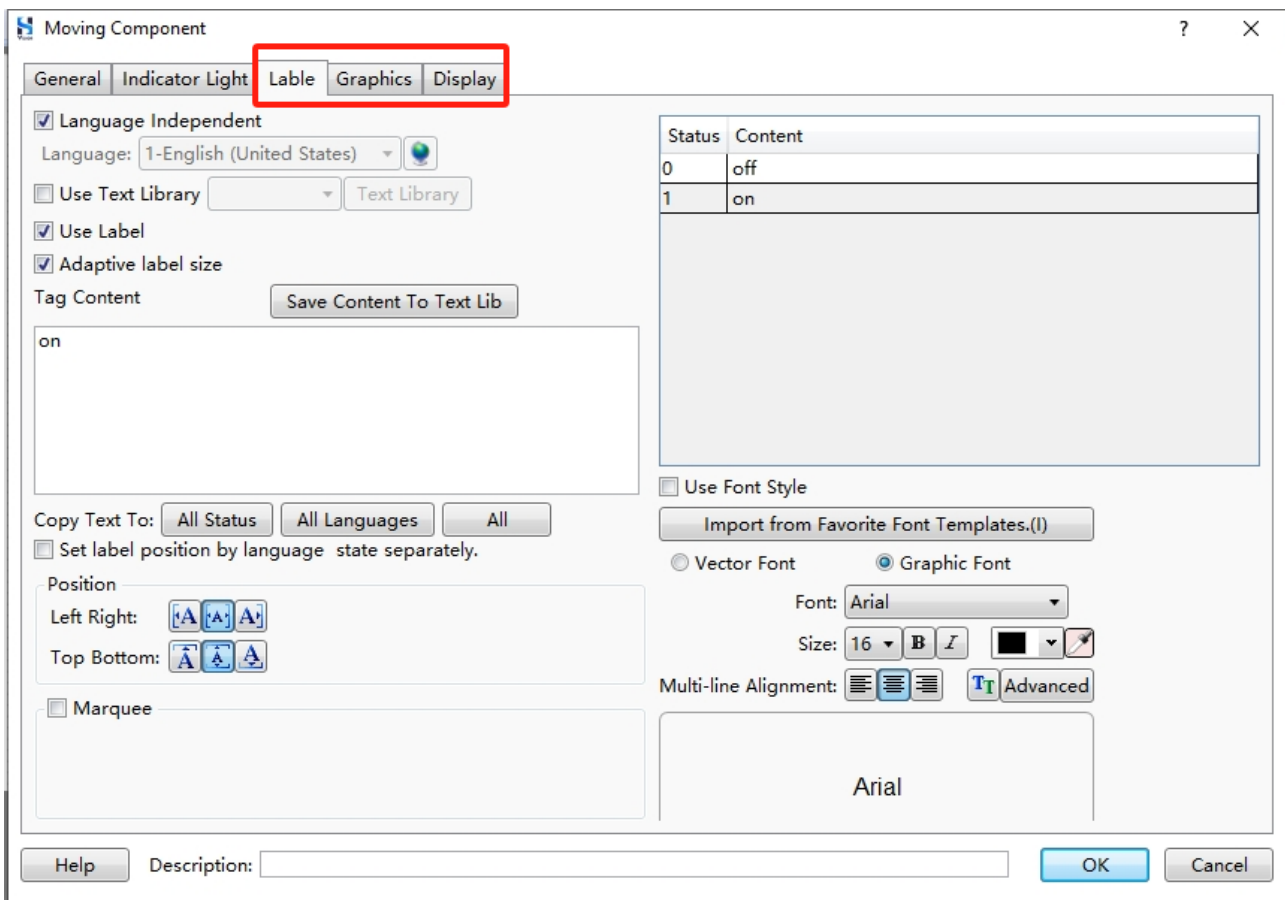 Moving Component
?
General Indicator Light Lable Graphics Display
Language Independent
Language: 1-English (United States)
Use Text Library Text Library
Use Label
Adaptive label size
Tag Content Save Content To Text Lib
on
Copy Text To: All Status All Languages All
Set label position by language state separately.
Position
Left Right: A A A
Top Bottom: A A A
Marquee
Status Content
0 off
1 on
Use Font Style
Import from Favorite Font Templates.(I)
Vector Font Graphic Font
Font: Arial
Size: 16 B I
Multi-line Alignment: TT Advanced
Arial
Help Description: OK Cancel